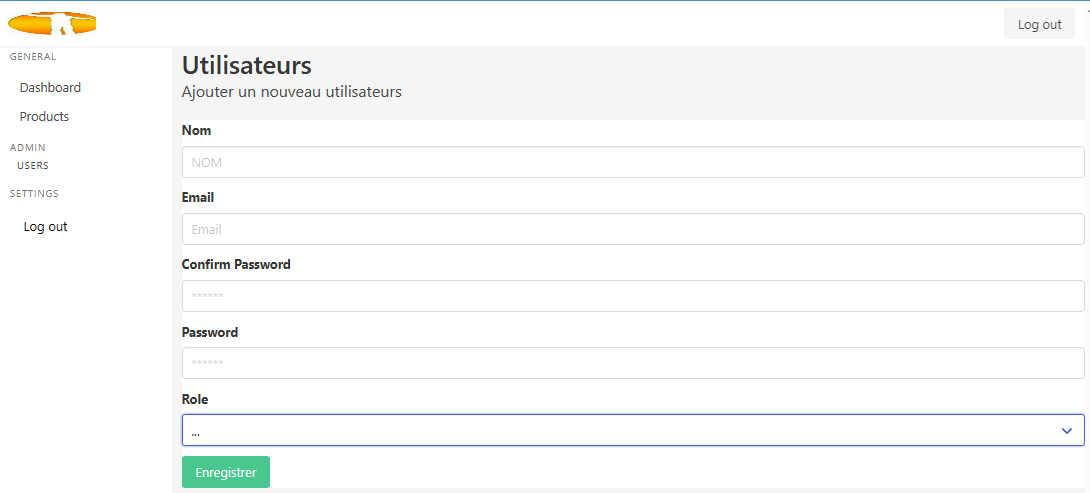 Log out
GENERAL
Dashboard
Products
ADMIN
USERS
SETTINGS
Log out
Utilisateurs
Ajouter un nouveau utilisateurs
Nom
NOM
Email
Email
Confirm Password
******
Password
******
Role
...
Enregistrer